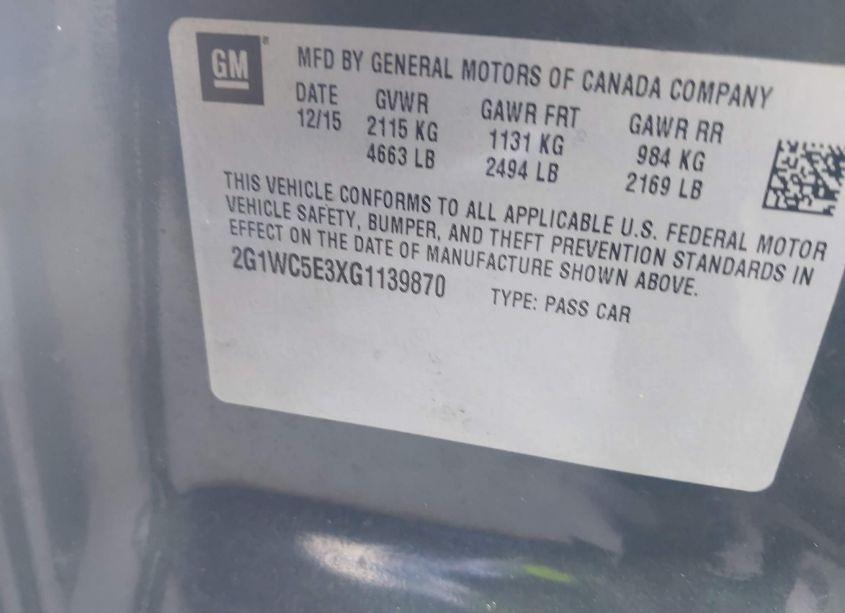 GM
MFD BY GENERAL MOTORS OF CANADA COMPANY
DATE GVWR GAWR FRT GAWR RR
12/15 2115 KG 1131 KG 984 KG
4663 LB 2494 LB 2169 LB
THIS VEHICLE CONFORMS TO ALL APPLICABLE U.S. FEDERAL MOTOR
VEHICLE SAFETY, BUMPER, AND THEFT PREVENTION STANDARDS IN
EFFECT ON THE DATE OF MANUFACTURE SHOWN ABOVE.
2G1WC5E3XG1139870 TYPE: PASS CAR